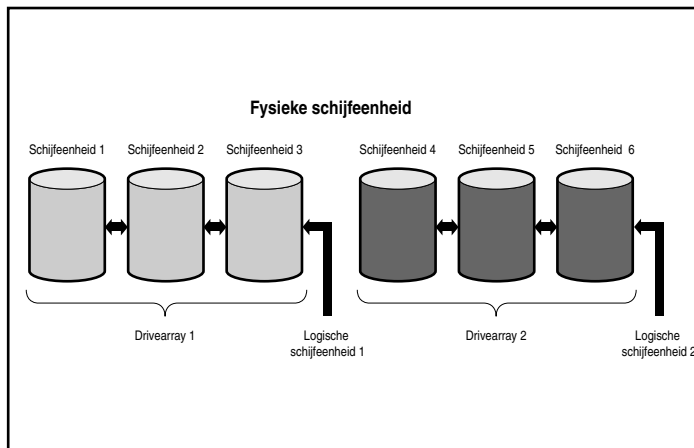 Fysieke schijfeenheid
Schijfeenheid 1 Schijfeenheid 2 Schijfeenheid 3 Schijfeenheid 4 Schijfeenheid 5 Schijfeenheid 6
Drivearray 1 Logische Drivearray 2 Logische
schijfeenheid 1 schijfeenheid 2